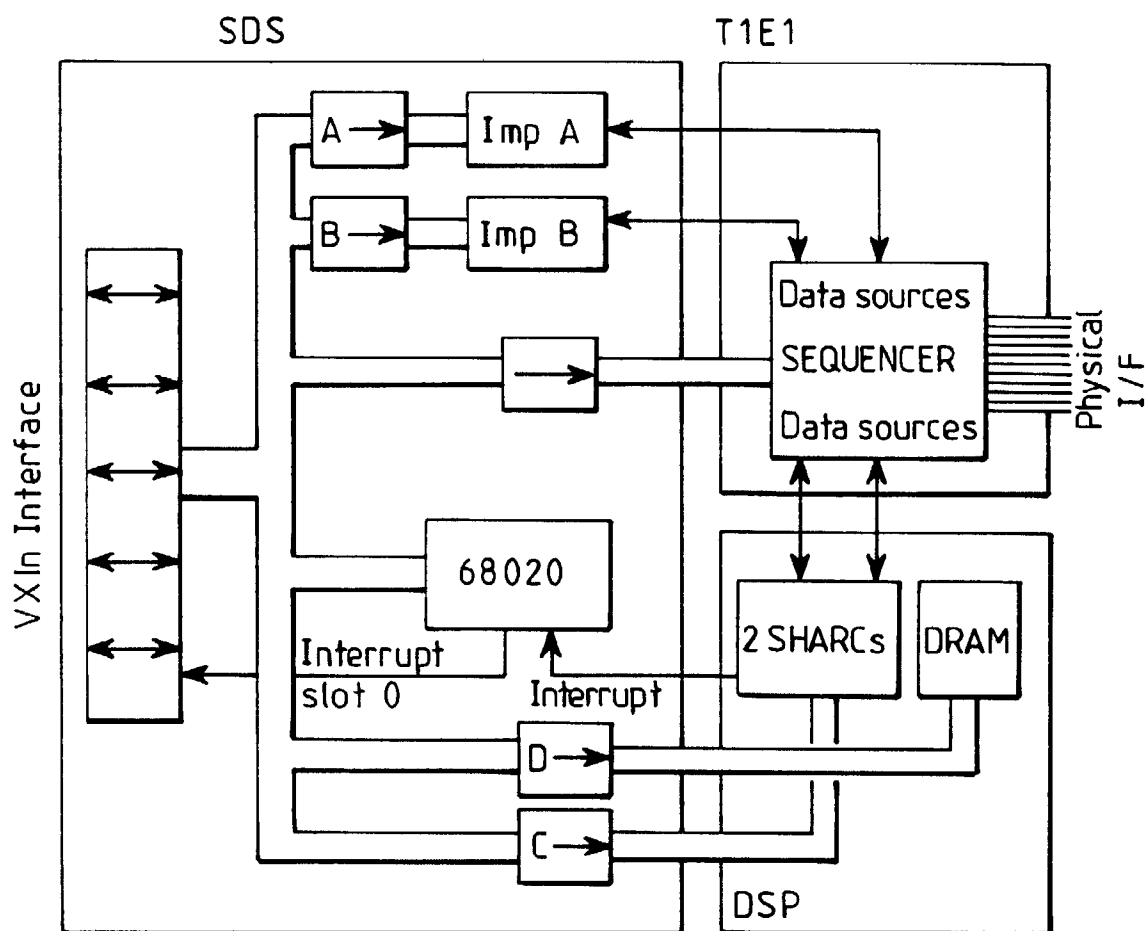 SDS
T1E1
A
Imp A
B
Imp B
Data sources
SEQUENCER
Data sources
Physical
I/F
VXIn Interface
68020
Interrupt
slot 0
Interrupt
2 SHARCs
DRAM
D
C
DSP